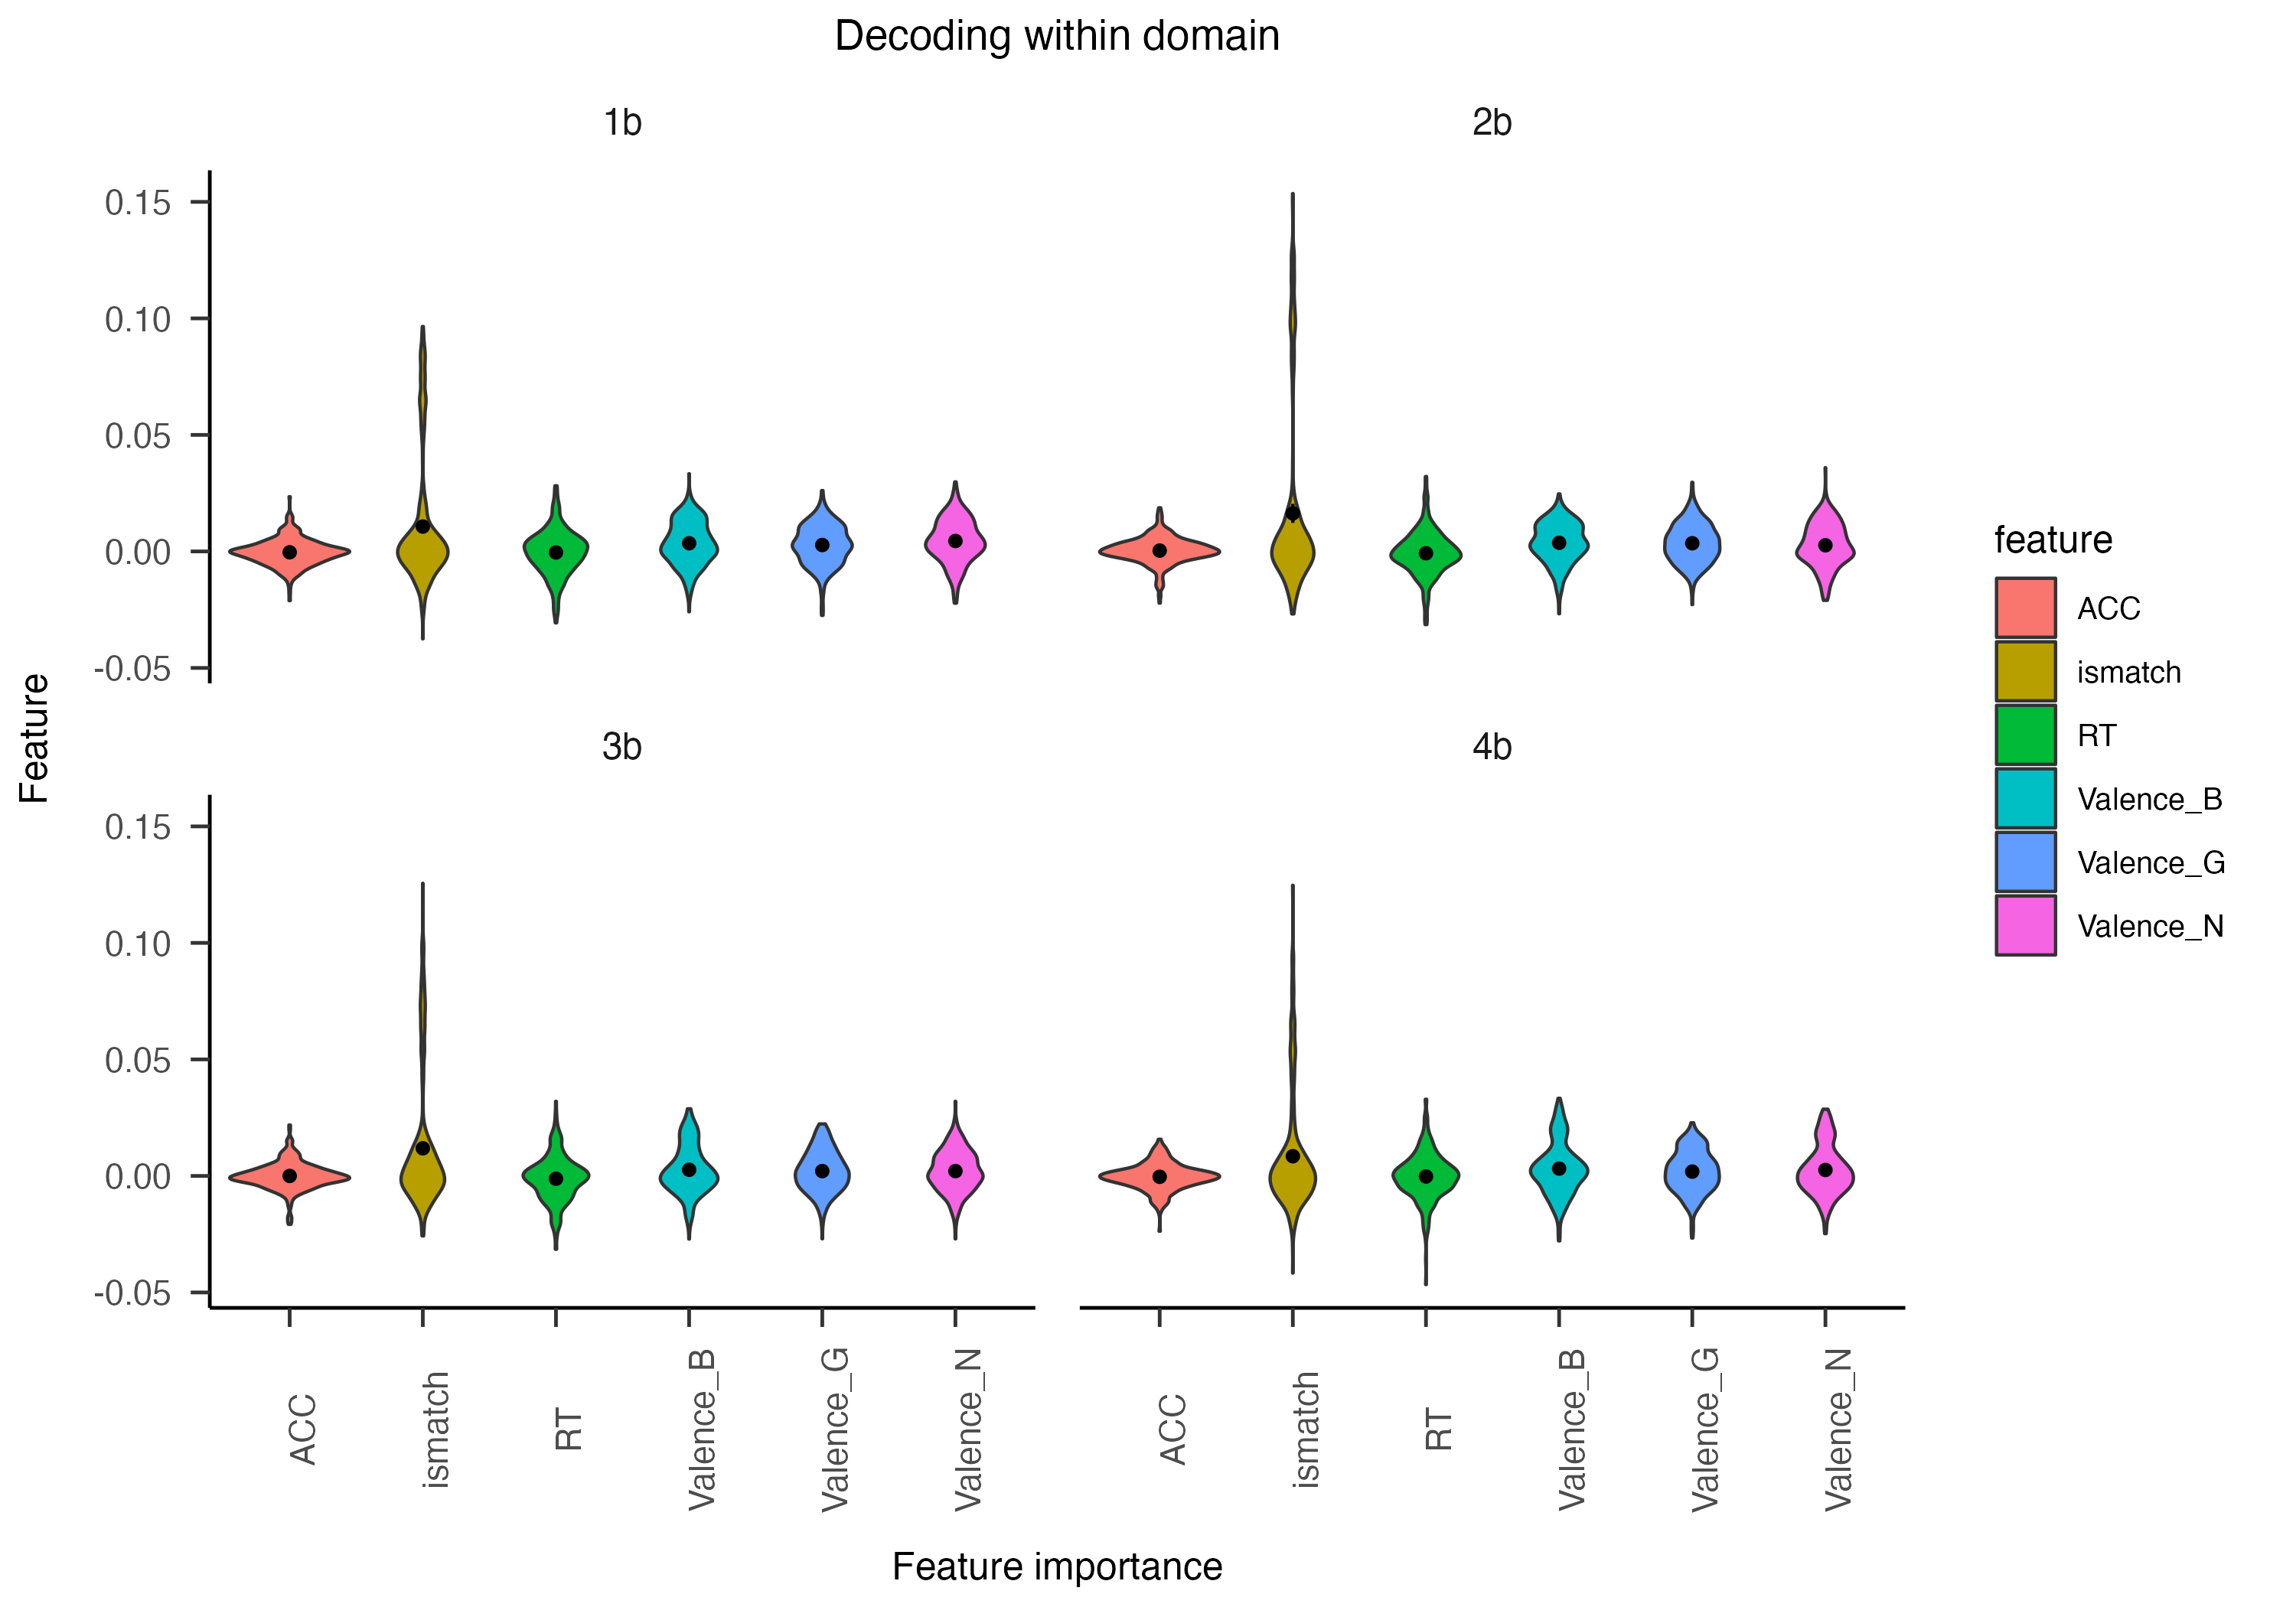 Decoding within domain
1b
2b
0.15
0.10
0.05
0.00
-0.05
3b
4b
0.15
0.10
0.05
0.00
-0.05
Feature
ACC
ismatch
RT
Valence_B
Valence_G
Valence_N
ACC
ismatch
RT
Valence_B
Valence_G
Valence_N
Feature importance
feature
ACC
ismatch
RT
Valence_B
Valence_G
Valence_N